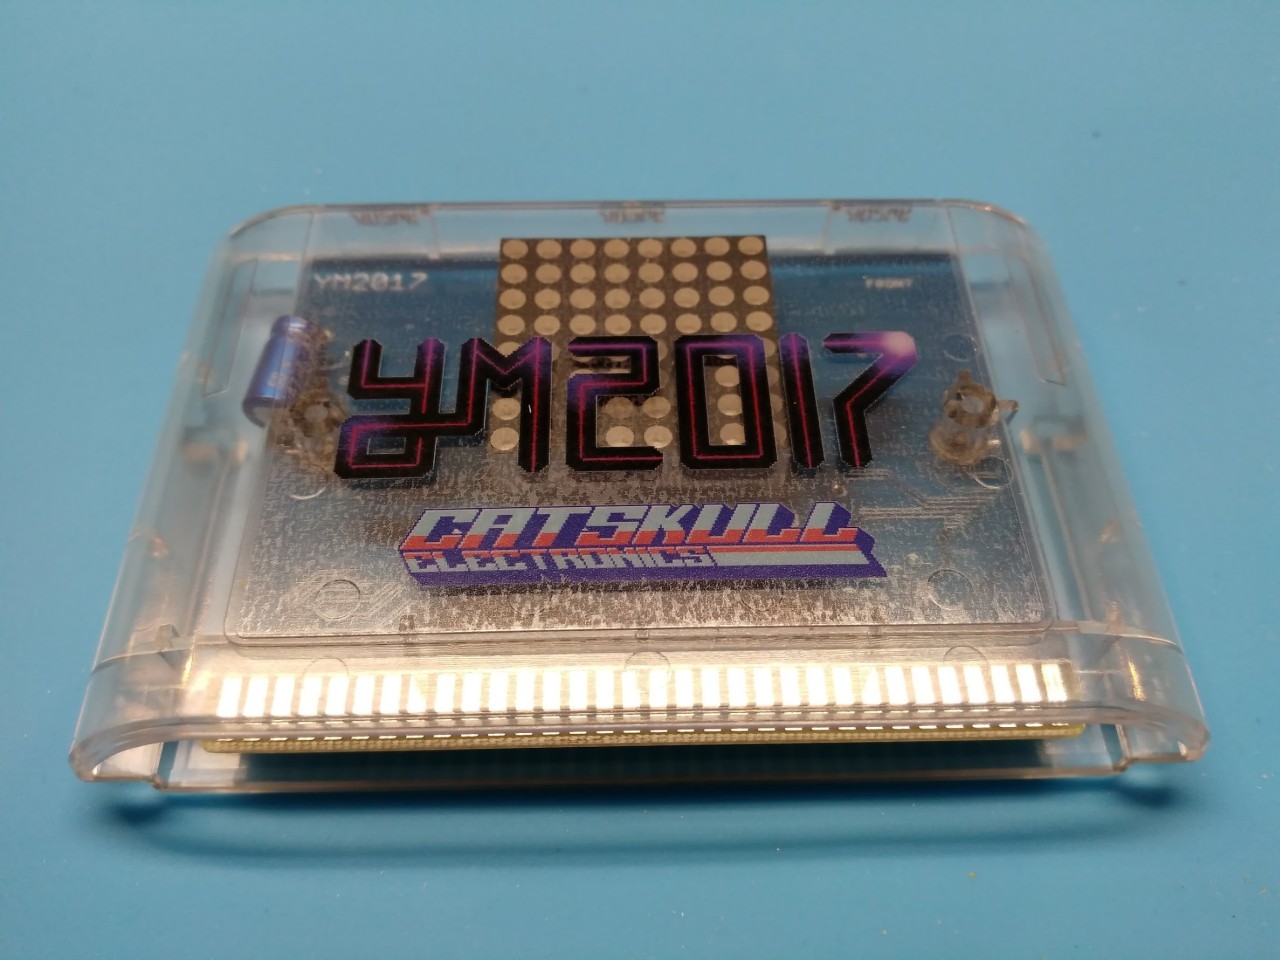 YM2017
FRONT
YM2017
CATSKULL
ELECTRONICS